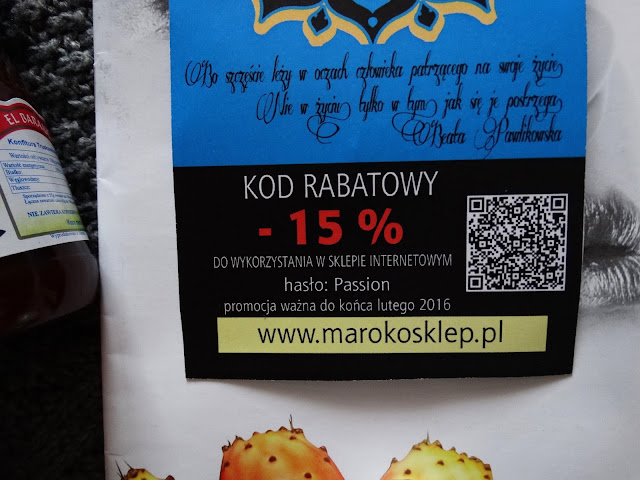 Bo szczęście leży w oczach człowieka patrzącego na swoje życie
Nie w życiu tylko w tym jak się je postrzega
Beata Pawlikowska
KOD RABATOWY
- 15 %
DO WYKORZYSTANIA W SKLEPIE INTERNETOWYM
hasło: Passion
promocja ważna do końca lutego 2016
www.marokosklep.pl
EL BARA
Konfitura